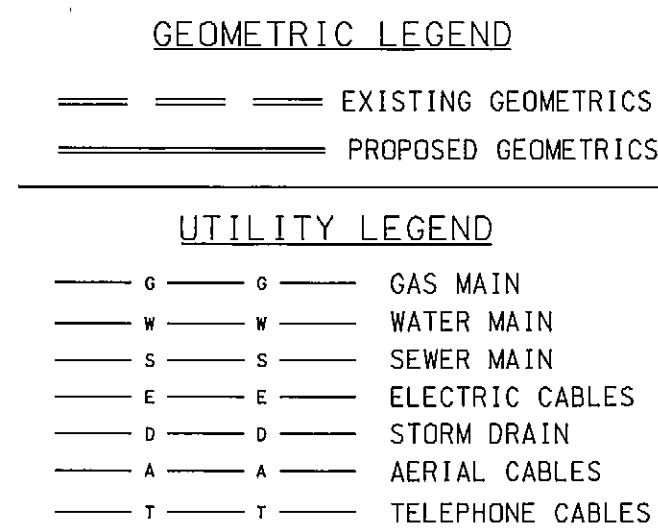 GEOMETRIC LEGEND
EXISTING GEOMETRICS
PROPOSED GEOMETRICS
UTILITY LEGEND
G G GAS MAIN
W W WATER MAIN
S S SEWER MAIN
E E ELECTRIC CABLES
D D STORM DRAIN
A A AERIAL CABLES
T T TELEPHONE CABLES